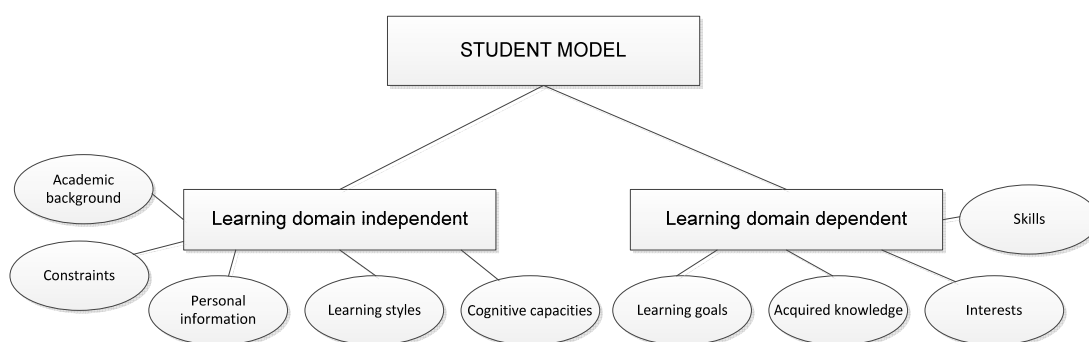 STUDENT MODEL
Academic
background
Learning domain independent
Learning domain dependent
Skills
Constraints
Personal
information
Learning styles
Cognitive capacities
Learning goals
Acquired knowledge
Interests